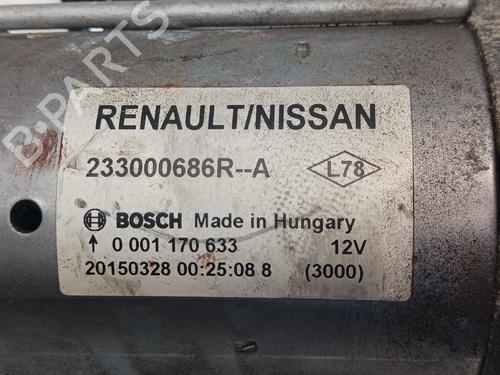 RENAULT/NISSAN
233000686R--A L78
BOSCH Made in Hungary
0 001 170 633 12V
20150328 00:25:08 8 (3000)
B-PARTS